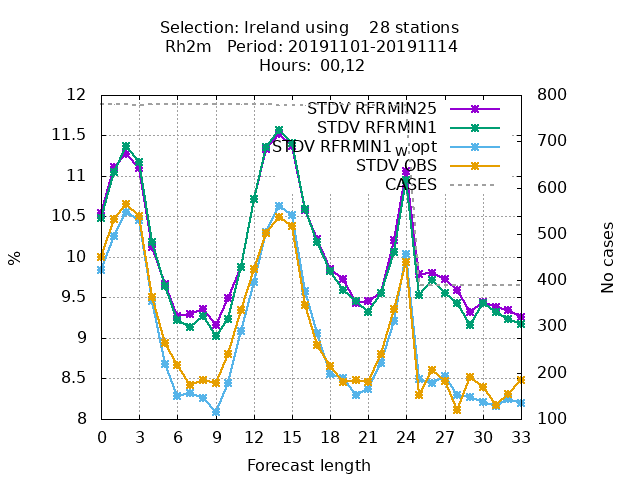 Selection: Ireland using    28 stations
Rh2m   Period: 20191101-20191114
Hours:  00,12
12
11.5
11
10.5
10
9.5
9
8.5
8
%
800
700
600
500
400
300
200
100
No cases
STDV RFRMIN25
STDV RFRMIN1
STDV RFRMIN1wopt
STDV OBS
CASES
0 3 6 9 12 15 18 21 24 27 30 33
Forecast length